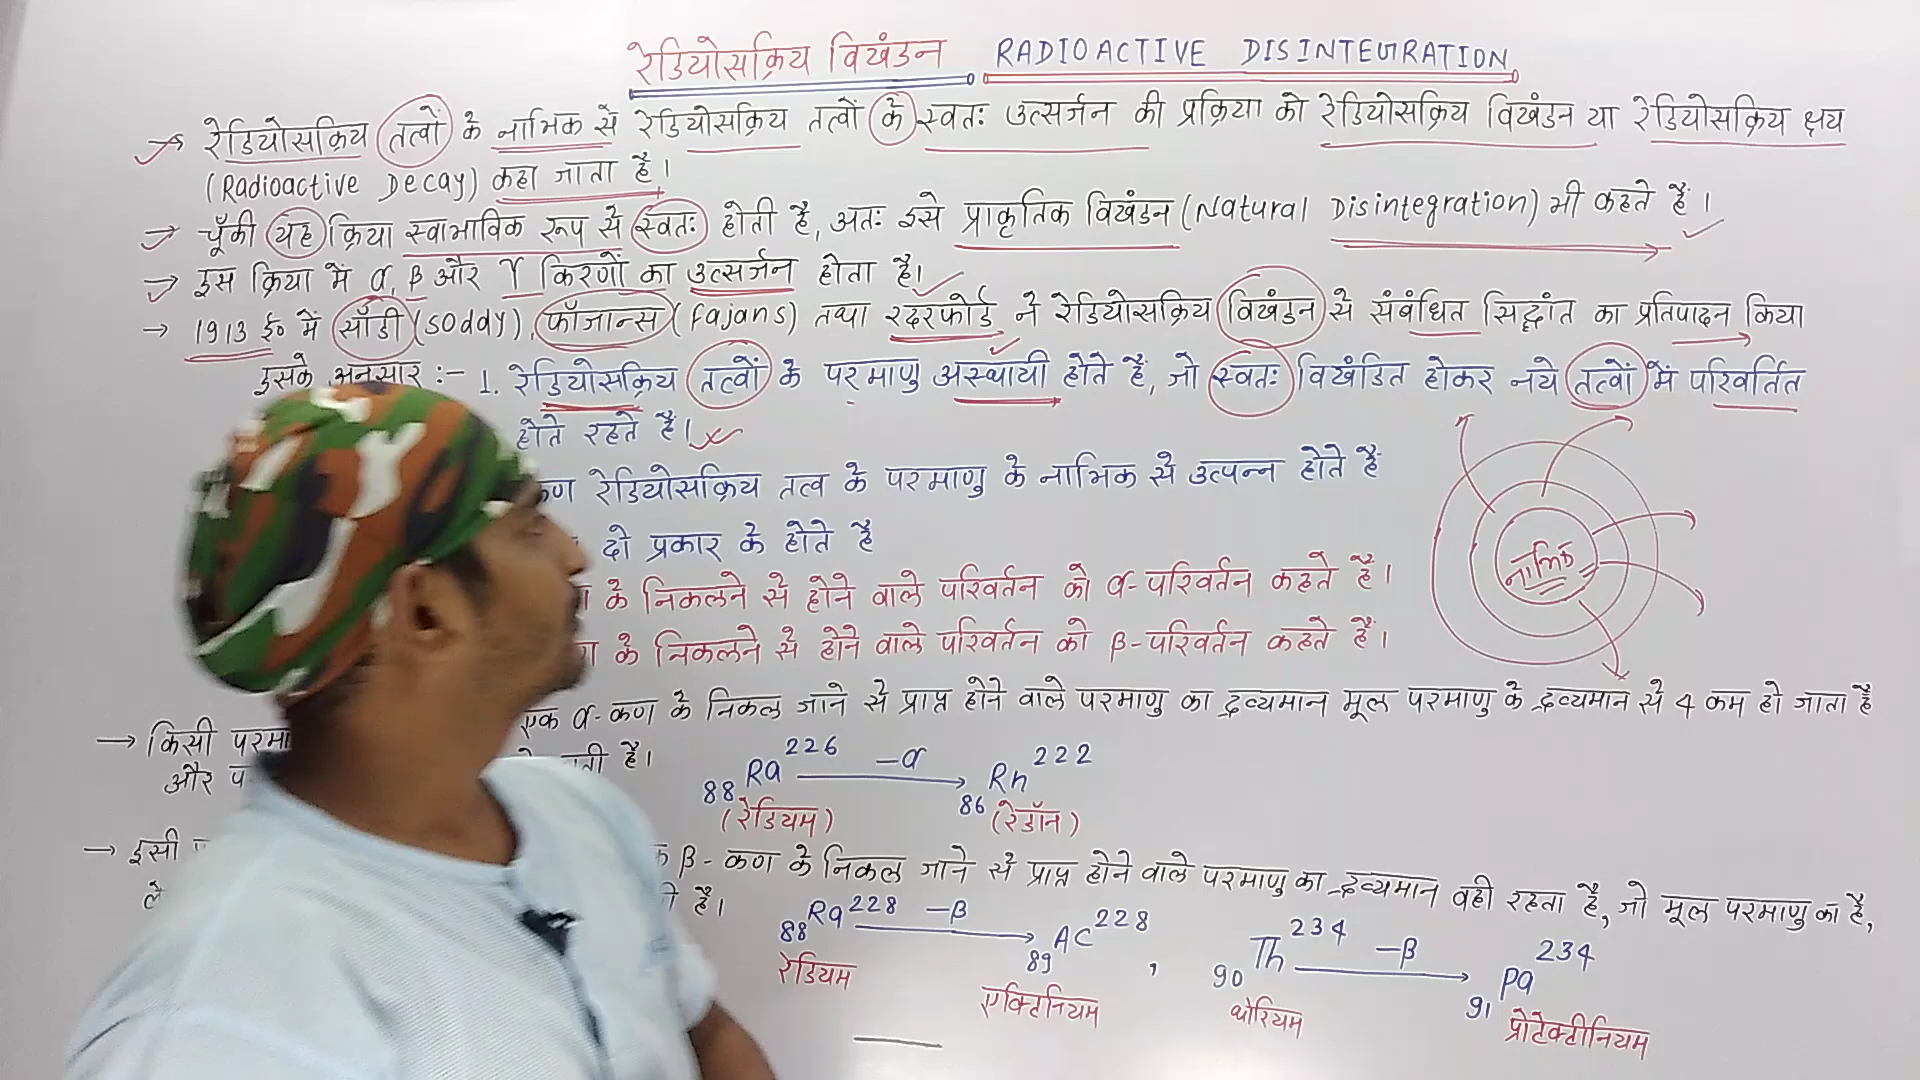 रेडियोसक्रिय विखंडन RADIOACTIVE DISINTEGRATION
→ रेडियोसक्रिय तत्वों के नाभिक से रेडियोसक्रिय तत्वों के स्वतः उत्सर्जन की प्रक्रिया को रेडियोसक्रिय विखंडन या रेडियोसक्रिय क्षय
(Radioactive Decay) कहा जाता है।
→ चूँकी यह क्रिया स्वाभाविक रूप से स्वतः होती है, अतः इसे प्राकृतिक विखंडन (Natural Disintegration) भी कहते हैं।
→ इस क्रिया में α, β और γ किरणों का उत्सर्जन होता है।
→ 1913 ई० में सॉडी (Soddy), फॉजान्स (Fajans) तथा रदरफोर्ड ने रेडियोसक्रिय विखंडन से संबंधित सिद्धांत का प्रतिपादन किया
इसके अनुसार :- 1. रेडियोसक्रिय तत्वों के परमाणु अस्थायी होते हैं, जो स्वतः विखंडित होकर नये तत्वों में परिवर्तित
होते रहते हैं।
कण रेडियोसक्रिय तत्व के परमाणु के नाभिक से उत्पन्न होते हैं
दो प्रकार के होते हैं
के निकलने से होने वाले परिवर्तन को α-परिवर्तन कहते हैं।
के निकलने से होने वाले परिवर्तन को β-परिवर्तन कहते हैं।
नाभिक
→ किसी एक α-कण के निकल जाने से प्राप्त होने वाले परमाणु का द्रव्यमान मूल परमाणु के द्रव्यमान से 4 कम हो जाता है
और है।
₈₈Ra²²⁶ —α→ ₈₆Rn²²²
(रेडियम) (रेडॉन)
→ इसी β-कण के निकल जाने से प्राप्त होने वाले परमाणु का द्रव्यमान वही रहता है, जो मूल परमाणु का है,
है।
₈₈Ra²²⁸ —β→ ₈₉Ac²²⁸ , ₉₀Th²³⁴ —β→ ₉₁Pa²³⁴
रेडियम एक्टिनियम थोरियम प्रोटेक्टीनियम